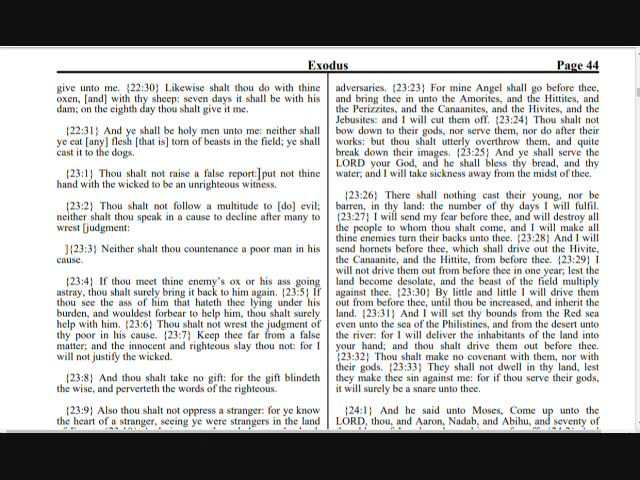 Exodus
Page 44
give unto me. {22:30} Likewise shalt thou do with thine
oxen, [and] with thy sheep: seven days it shall be with his
dam; on the eighth day thou shalt give it me.
{22:31} And ye shall be holy men unto me: neither shall
ye eat [any] flesh [that is] torn of beasts in the field; ye shall
cast it to the dogs.
{23:1} Thou shalt not raise a false report:]put not thine
hand with the wicked to be an unrighteous witness.
{23:2} Thou shalt not follow a multitude to [do] evil;
neither shalt thou speak in a cause to decline after many to
wrest [judgment:
]{23:3} Neither shalt thou countenance a poor man in his
cause.
{23:4} If thou meet thine enemy's ox or his ass going
astray, thou shalt surely bring it back to him again. {23:5} If
thou see the ass of him that hateth thee lying under his
burden, and wouldest forbear to help him, thou shalt surely
help with him. {23:6} Thou shalt not wrest the judgment of
thy poor in his cause. {23:7} Keep thee far from a false
matter; and the innocent and righteous slay thou not: for I
will not justify the wicked.
{23:8} And thou shalt take no gift: for the gift blindeth
the wise, and perverteth the words of the righteous.
{23:9} Also thou shalt not oppress a stranger: for ye know
the heart of a stranger, seeing ye were strangers in the land
adversaries. {23:23} For mine Angel shall go before thee,
and bring thee in unto the Amorites, and the Hittites, and
the Perizzites, and the Canaanites, and the Hivites, and the
Jebusites: and I will cut them off. {23:24} Thou shalt not
bow down to their gods, nor serve them, nor do after their
works: but thou shalt utterly overthrow them, and quite
break down their images. {23:25} And ye shall serve the
LORD your God, and he shall bless thy bread, and thy
water; and I will take sickness away from the midst of thee.
{23:26} There shall nothing cast their young, nor be
barren, in thy land: the number of thy days I will fulfil.
{23:27} I will send my fear before thee, and will destroy all
the people to whom thou shalt come, and I will make all
thine enemies turn their backs unto thee. {23:28} And I will
send hornets before thee, which shall drive out the Hivite,
the Canaanite, and the Hittite, from before thee. {23:29} I
will not drive them out from before thee in one year; lest the
land become desolate, and the beast of the field multiply
against thee. {23:30} By little and little I will drive them
out from before thee, until thou be increased, and inherit the
land. {23:31} And I will set thy bounds from the Red sea
even unto the sea of the Philistines, and from the desert unto
the river: for I will deliver the inhabitants of the land into
your hand; and thou shalt drive them out before thee.
{23:32} Thou shalt make no covenant with them, nor with
their gods. {23:33} They shall not dwell in thy land, lest
they make thee sin against me: for if thou serve their gods,
it will surely be a snare unto thee.
{24:1} And he said unto Moses, Come up unto the
LORD, thou, and Aaron, Nadab, and Abihu, and seventy of